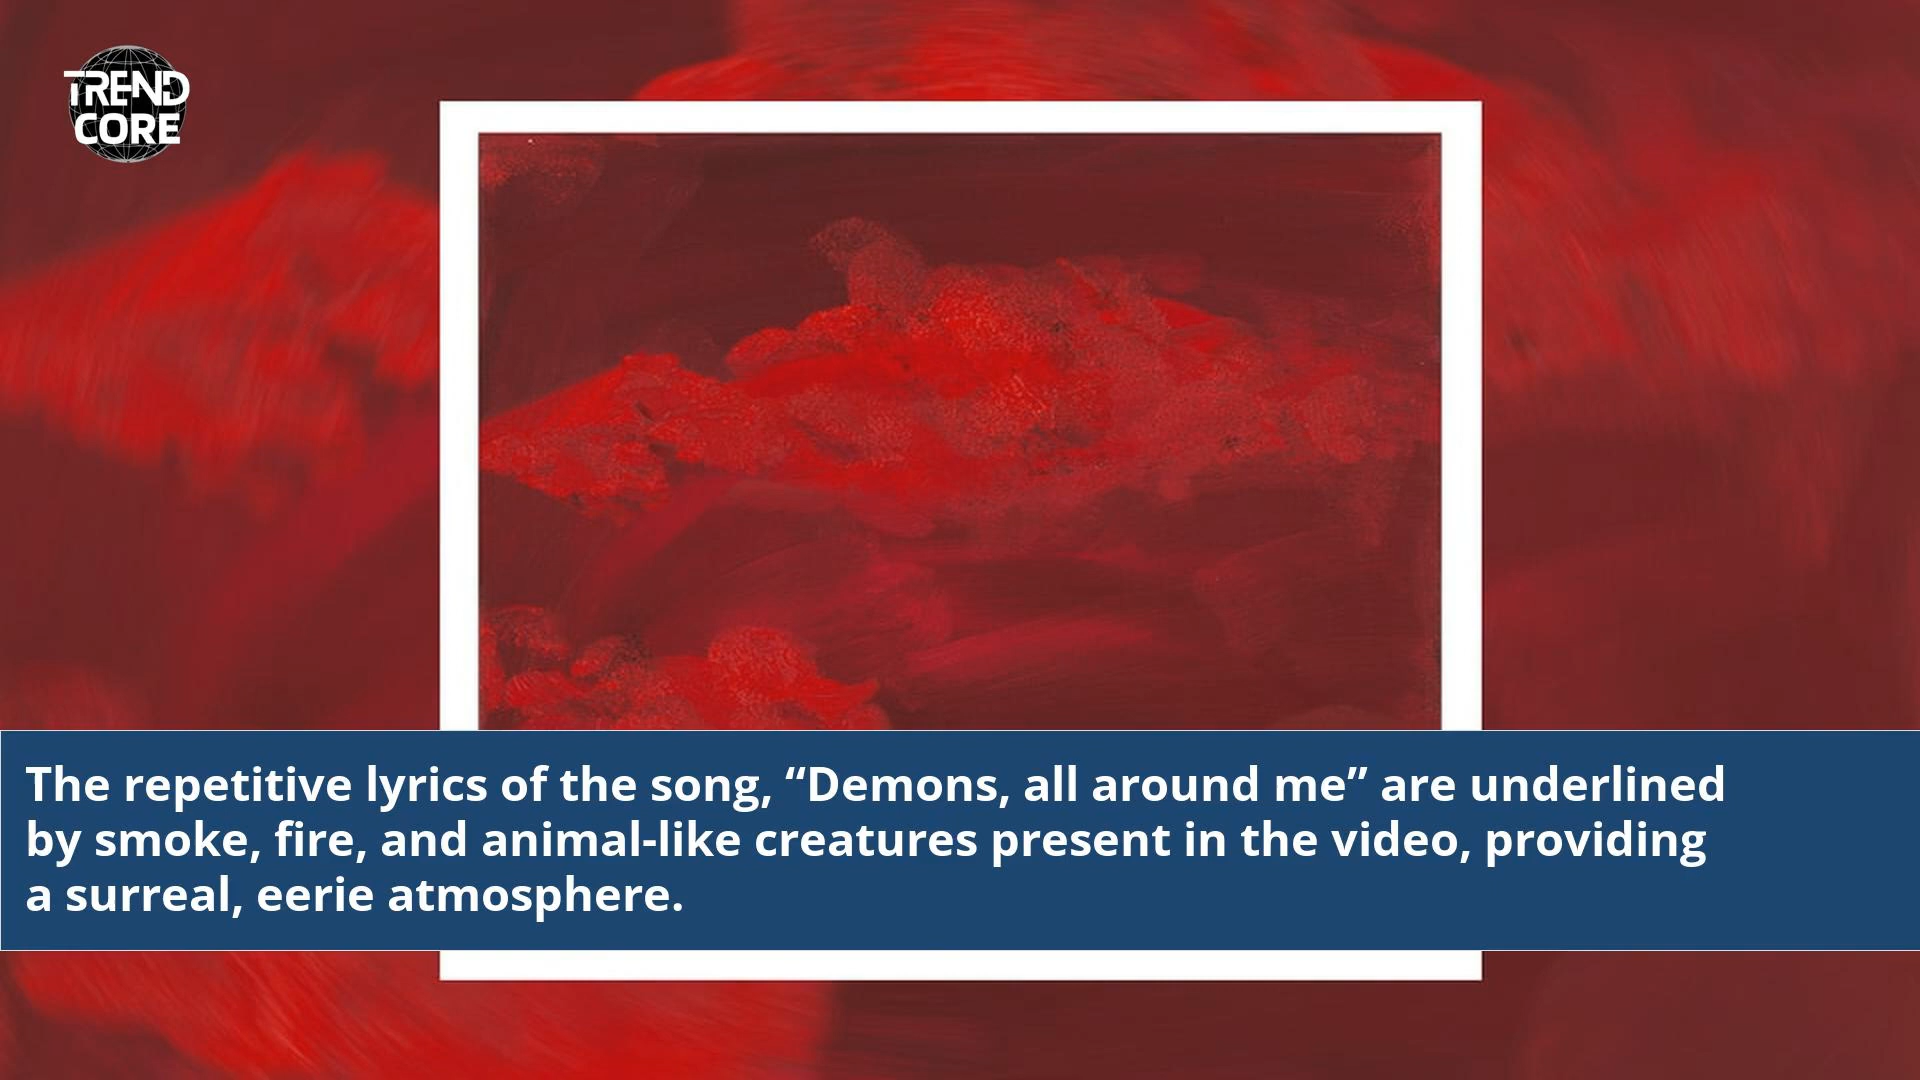 TREND
CORE
The repetitive lyrics of the song, “Demons, all around me” are underlined
by smoke, fire, and animal-like creatures present in the video, providing
a surreal, eerie atmosphere.